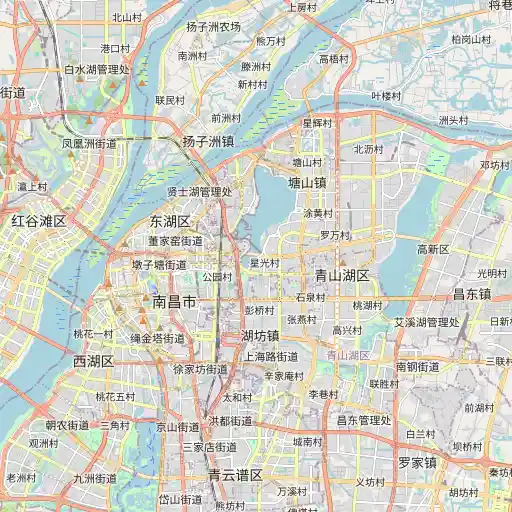 北山村
扬子洲农场
上房村
柏岗山村
港口村
南洲村
熊万村
高梧村
白水湖管理处
滕洲村
新村村
街道
联民村
叶楼村
前洲村
星辉村
洲头村
凤凰洲街道
扬子洲镇
北沥村
塘山村
邓坊村
瀛上村
贤士湖管理处
塘山镇
涂黄村
红谷滩区
东湖区
罗万村
董家窑街道
高新区
墩子塘街道
星光村
公园村
青山湖区
光明村
昌东镇
南昌市
石泉村
桃湖村
彭桥村
张燕村
艾溪湖管理处
日新村
桃花一村
绳金塔街道
湖坊镇
高兴村
上海路街道
青山湖区
西湖区
徐家坊街道
辛家庵村
南钢街道
三联村
联胜村
桃花五村
太和村
李巷村
前湖村
朝农街道
三角村
京山街道
洪都街道
昌东管理处
观洲村
三家店街道
城南村
白兰村
坝桥村
老洲村
九洲街道
青云谱区
罗家镇
秦坊村
岱山街道
万溪村
义坊村
胡坊村
熊坊村